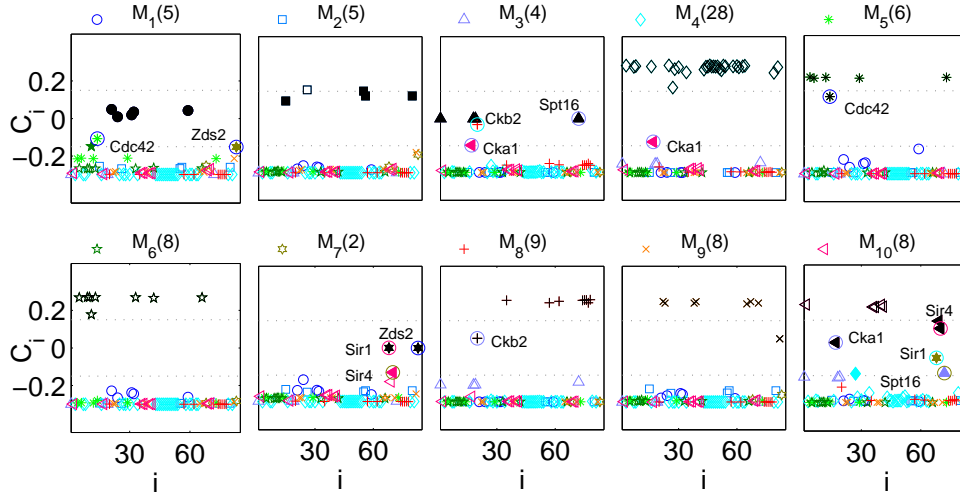 M1(5) M2(5) M3(4) M4(28) M5(6)
0.2
0
−0.2
Ci
Cdc42
Zds2
Ckb2
Cka1
Spt16
Cka1
Cdc42
M6(8) M7(2) M8(9) M9(8) M10(8)
0.2
0
−0.2
Ci
Zds2
Sir1
Sir4
Ckb2
Sir4
Cka1
Sir1
Spt16
30 60 30 60 30 60 30 60 30 60
i i i i i